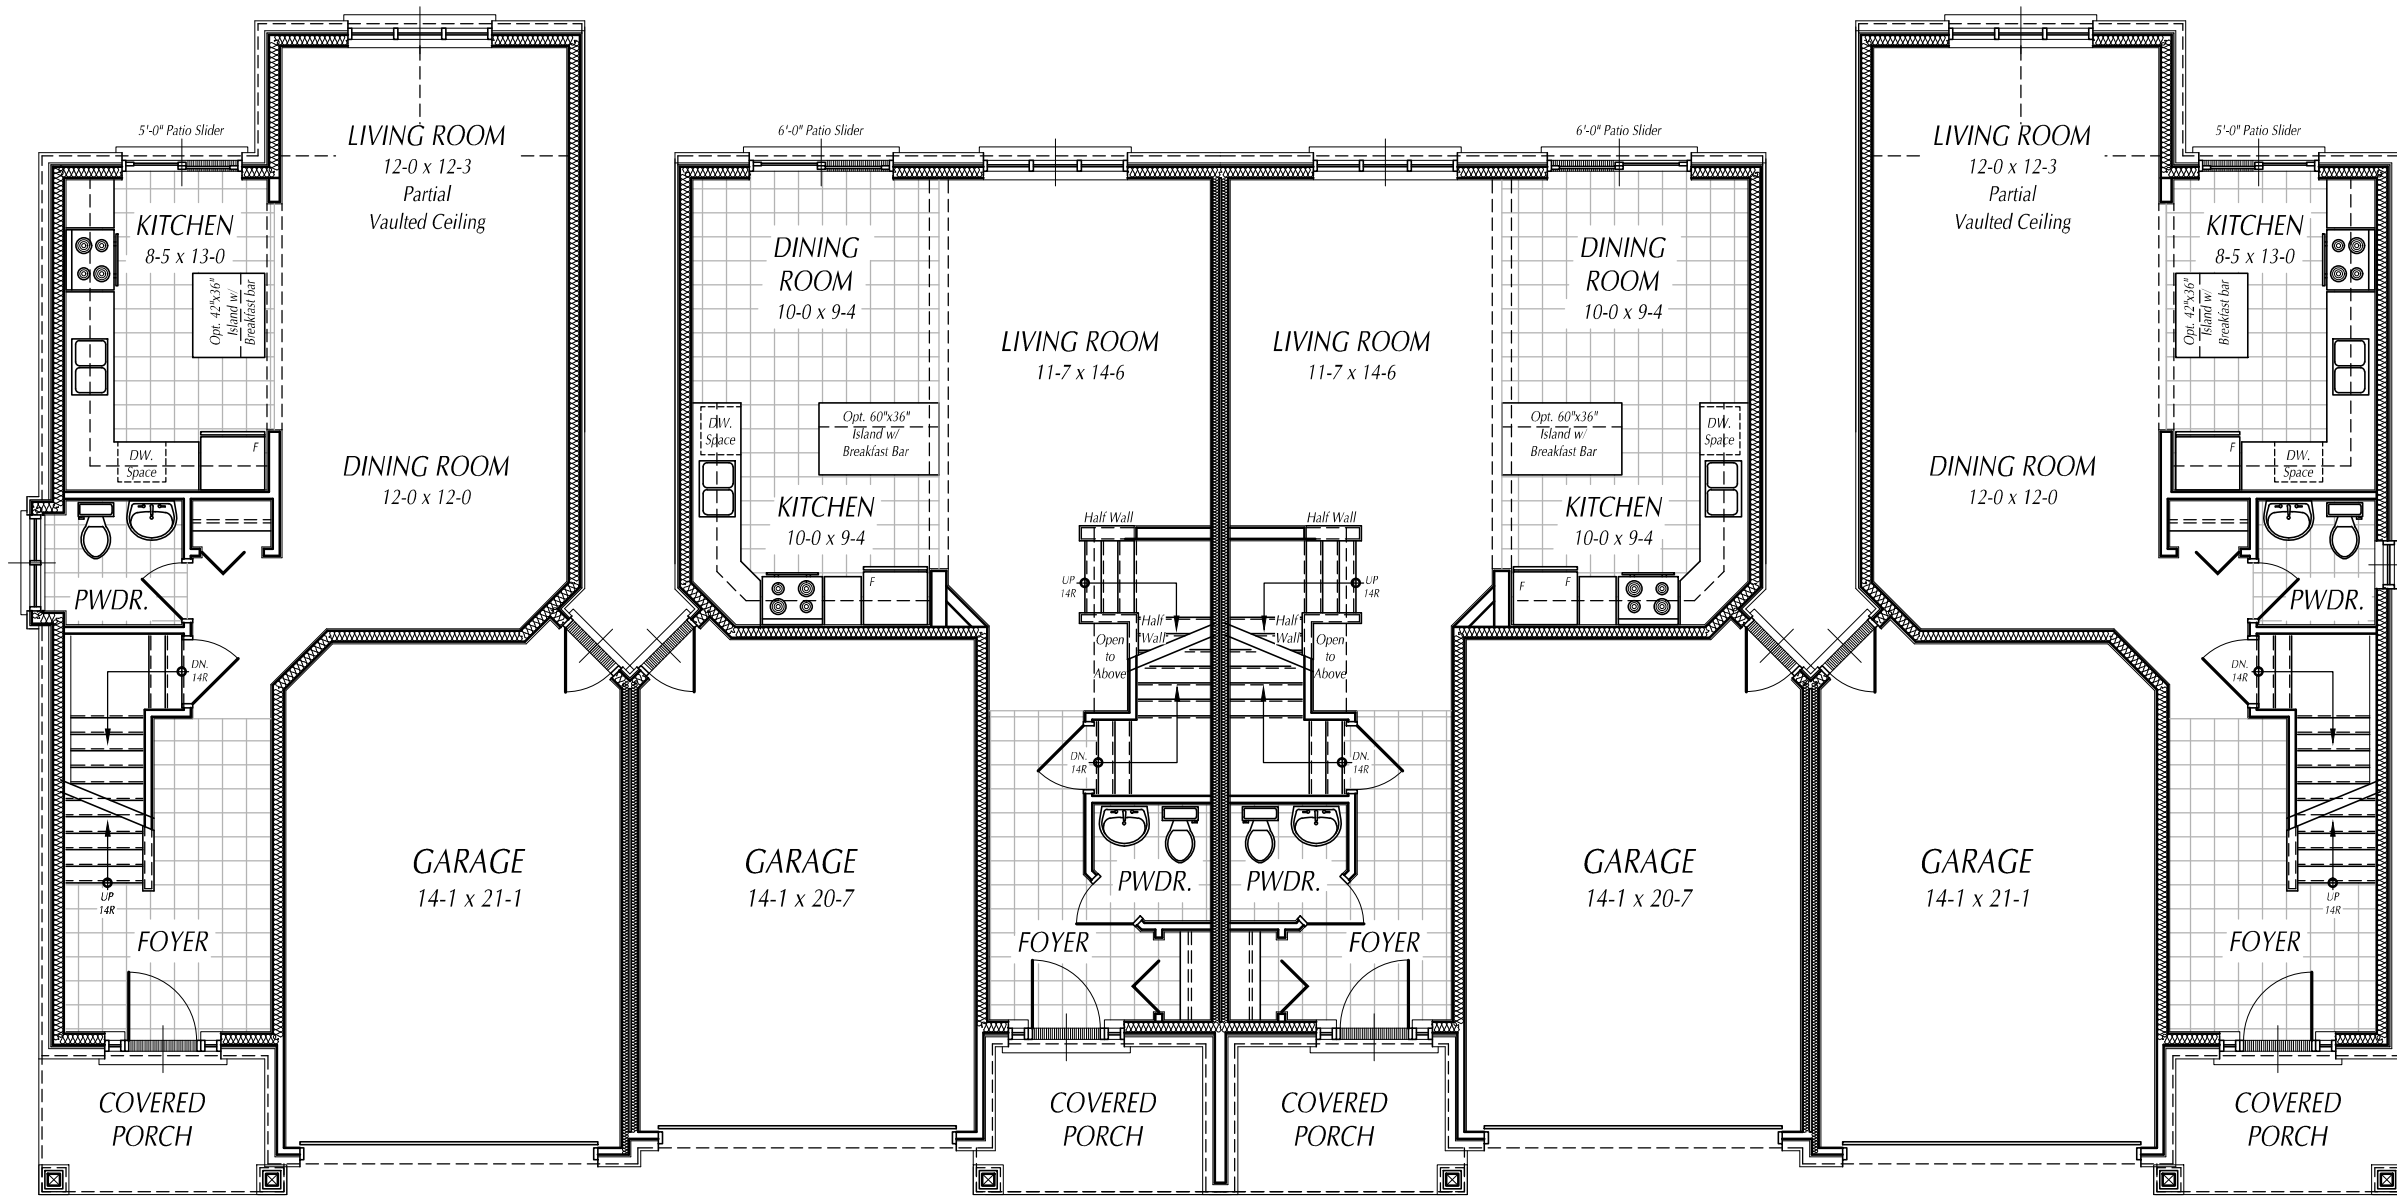 5'-0" Patio Slider
LIVING ROOM
12-0 x 12-3
Partial
Vaulted Ceiling
KITCHEN
8-5 x 13-0
Opt. 42"x36"
Island w/
Breakfast bar
DINING ROOM
12-0 x 12-0
F
DW.
Space
PWDR.
DN.
14R
UP
14R
FOYER
GARAGE
14-1 x 21-1
COVERED
PORCH
6'-0" Patio Slider
DINING
ROOM
10-0 x 9-4
LIVING ROOM
11-7 x 14-6
DW.
Space
Opt. 60"x36"
Island w/
Breakfast Bar
KITCHEN
10-0 x 9-4
F
Half Wall
UP
14R
Half
Wall
Open
to
Above
DN.
14R
GARAGE
14-1 x 20-7
PWDR.
FOYER
COVERED
PORCH
6'-0" Patio Slider
DINING
ROOM
10-0 x 9-4
LIVING ROOM
11-7 x 14-6
Opt. 60"x36"
Island w/
Breakfast Bar
DW.
Space
KITCHEN
10-0 x 9-4
F
F
Half Wall
UP
14R
Half
Wall
Open
to
Above
DN.
14R
PWDR.
GARAGE
14-1 x 20-7
FOYER
COVERED
PORCH
5'-0" Patio Slider
LIVING ROOM
12-0 x 12-3
Partial
Vaulted Ceiling
KITCHEN
8-5 x 13-0
Opt. 42"x36"
Island w/
Breakfast bar
DINING ROOM
12-0 x 12-0
F
DW.
Space
PWDR.
DN.
14R
UP
14R
GARAGE
14-1 x 21-1
FOYER
COVERED
PORCH